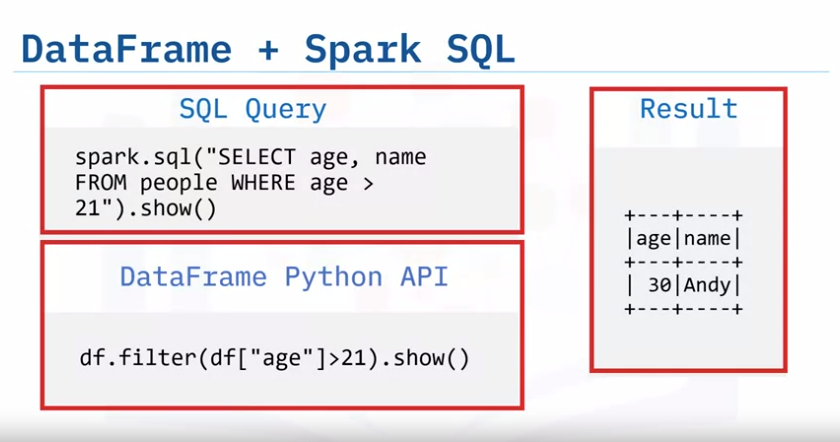 DataFrame + Spark SQL
SQL Query
spark.sql("SELECT age, name
FROM people WHERE age >
21").show()
DataFrame Python API
df.filter(df["age"]>21).show()
Result
+---+----+
|age|name|
+---+----+
| 30|Andy|
+---+----+